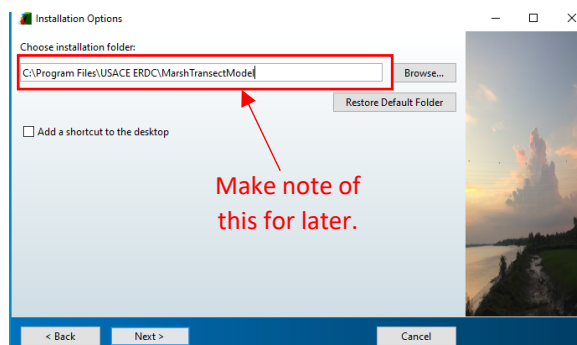 Installation Options
Choose installation folder:
C:\Program Files\USACE ERDC\MarshTransectModel
Browse...
Restore Default Folder
Add a shortcut to the desktop
Make note of
this for later.
< Back
Next >
Cancel